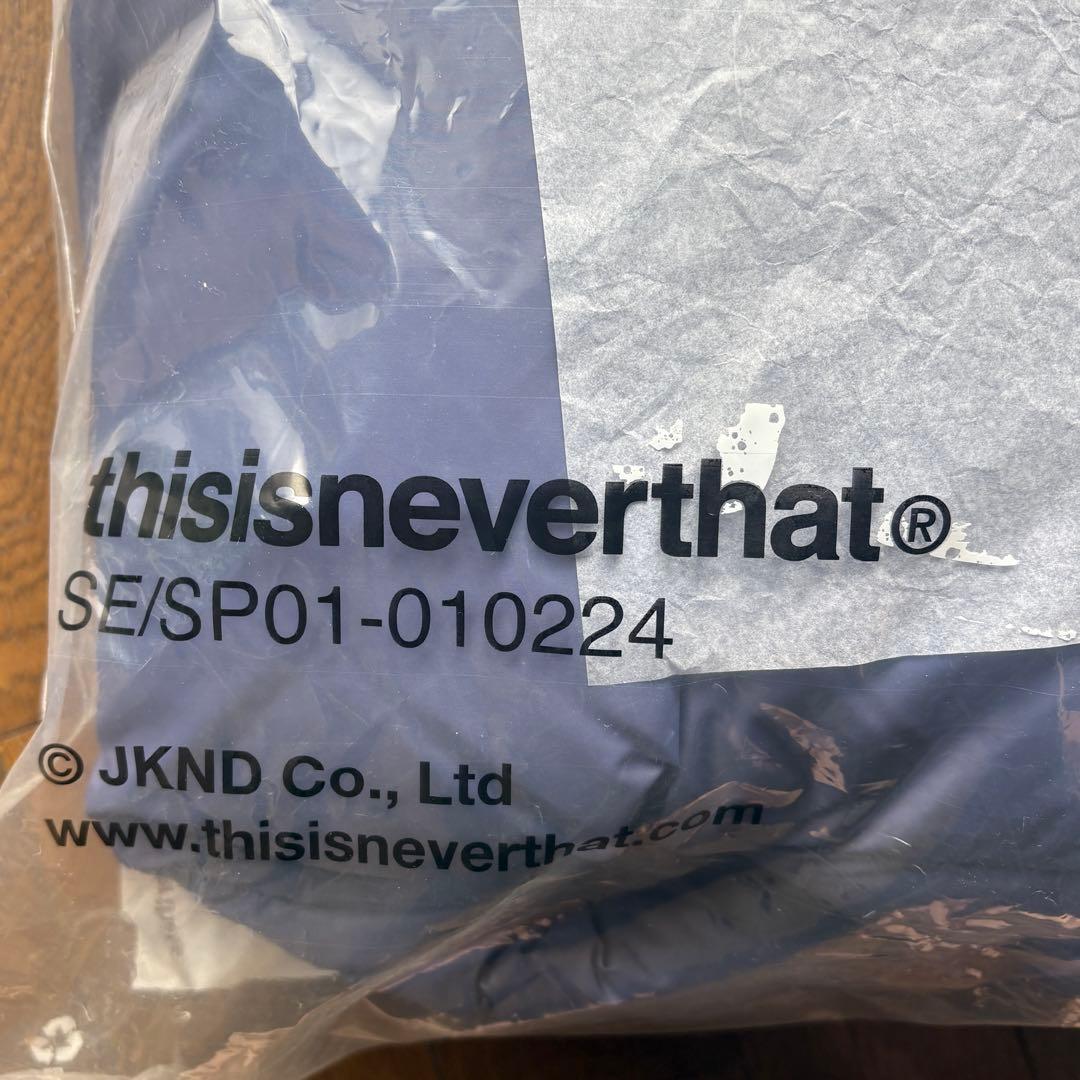 thisisneverthat®
SE/SP01-010224
© JKND Co., Ltd
www.thisisneverthat.com